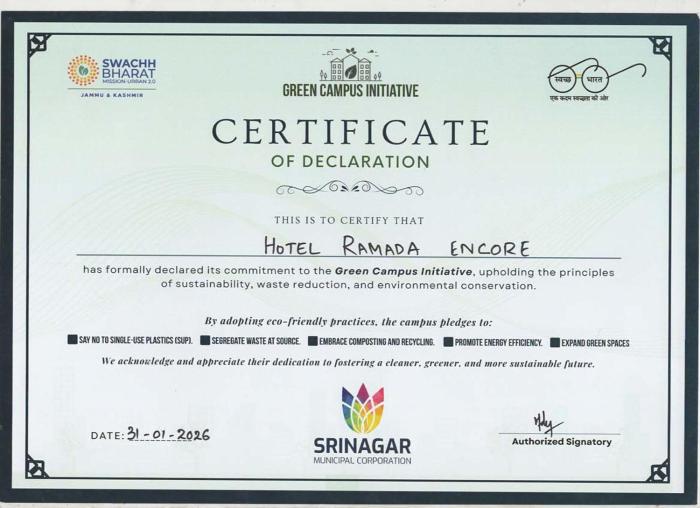 SWACHH
BHARAT
MISSION-URBAN 2.0
JAMMU & KASHMIR
GREEN CAMPUS INITIATIVE
स्वच्छ भारत
एक कदम स्वच्छता की ओर
CERTIFICATE
OF DECLARATION
THIS IS TO CERTIFY THAT
HOTEL RAMADA ENCORE
has formally declared its commitment to the Green Campus Initiative, upholding the principles
of sustainability, waste reduction, and environmental conservation.
By adopting eco-friendly practices, the campus pledges to:
SAY NO TO SINGLE-USE PLASTICS (SUP). SEGREGATE WASTE AT SOURCE. EMBRACE COMPOSTING AND RECYCLING. PROMOTE ENERGY EFFICIENCY. EXPAND GREEN SPACES
We acknowledge and appreciate their dedication to fostering a cleaner, greener, and more sustainable future.
DATE: 31-01-2026
SRINAGAR
MUNICIPAL CORPORATION
Authorized Signatory